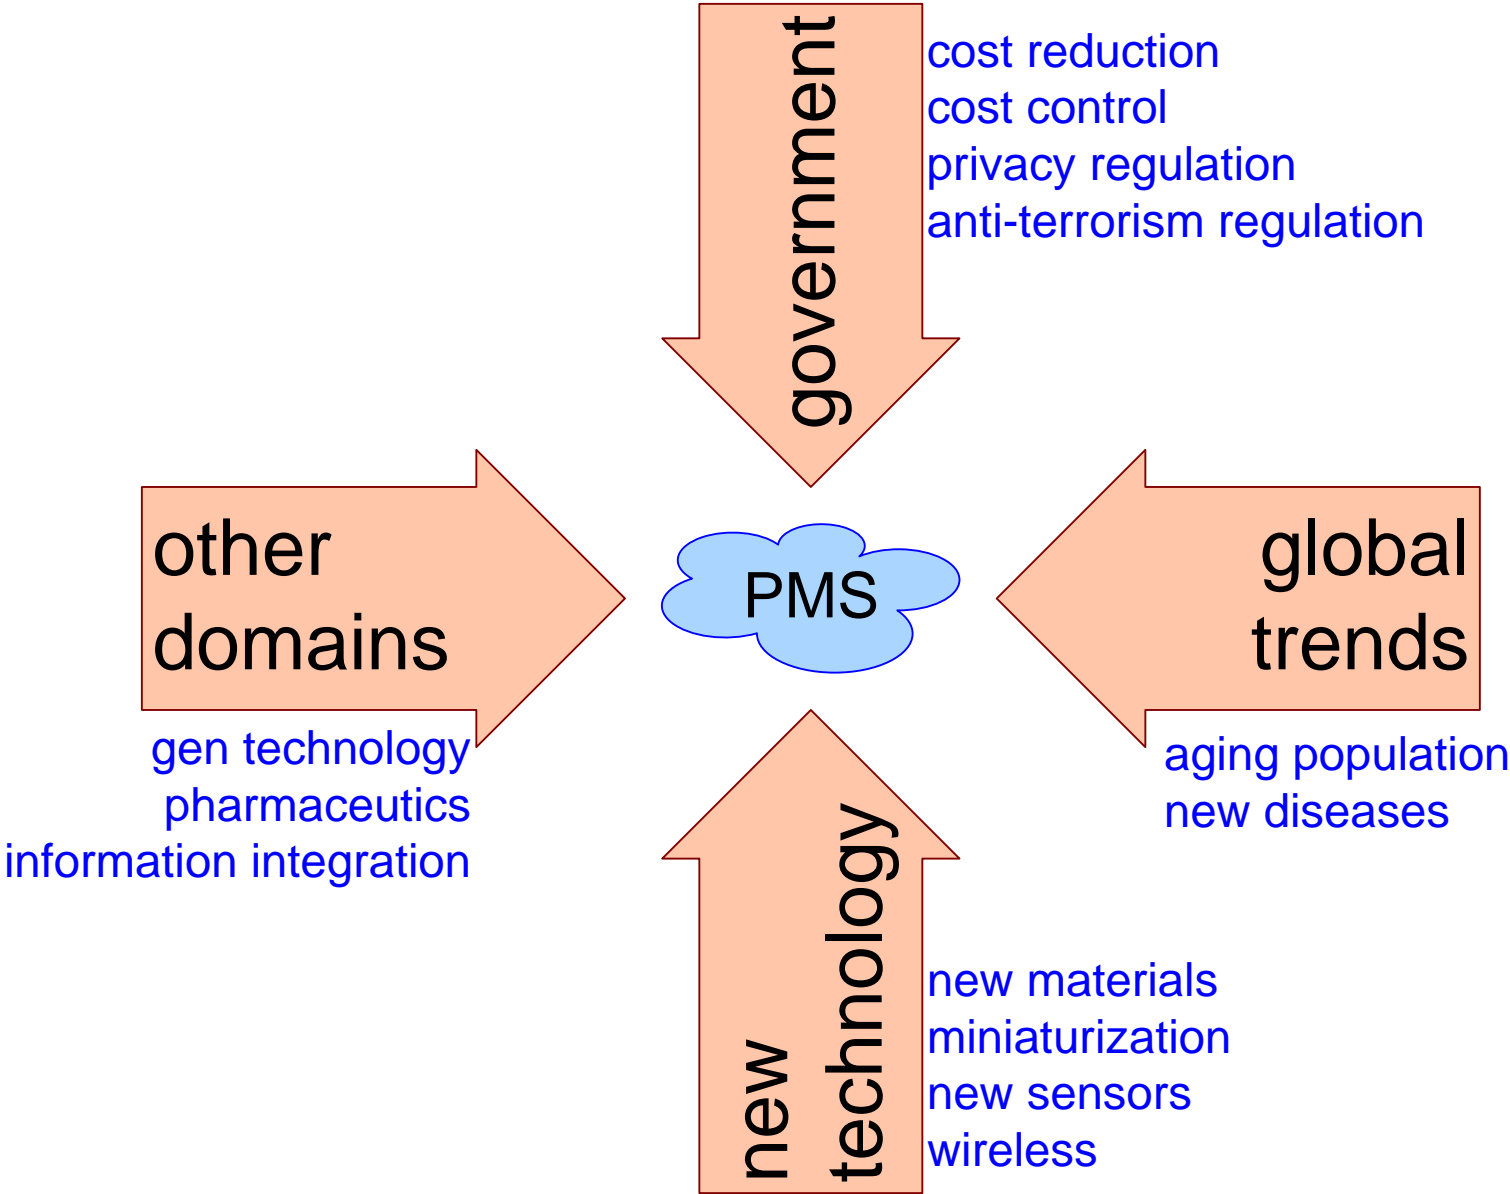 government
cost reduction
cost control
privacy regulation
anti-terrorism regulation
other
domains
gen technology
pharmaceutics
information integration
PMS
global
trends
aging population
new diseases
new
technology
new materials
miniaturization
new sensors
wireless